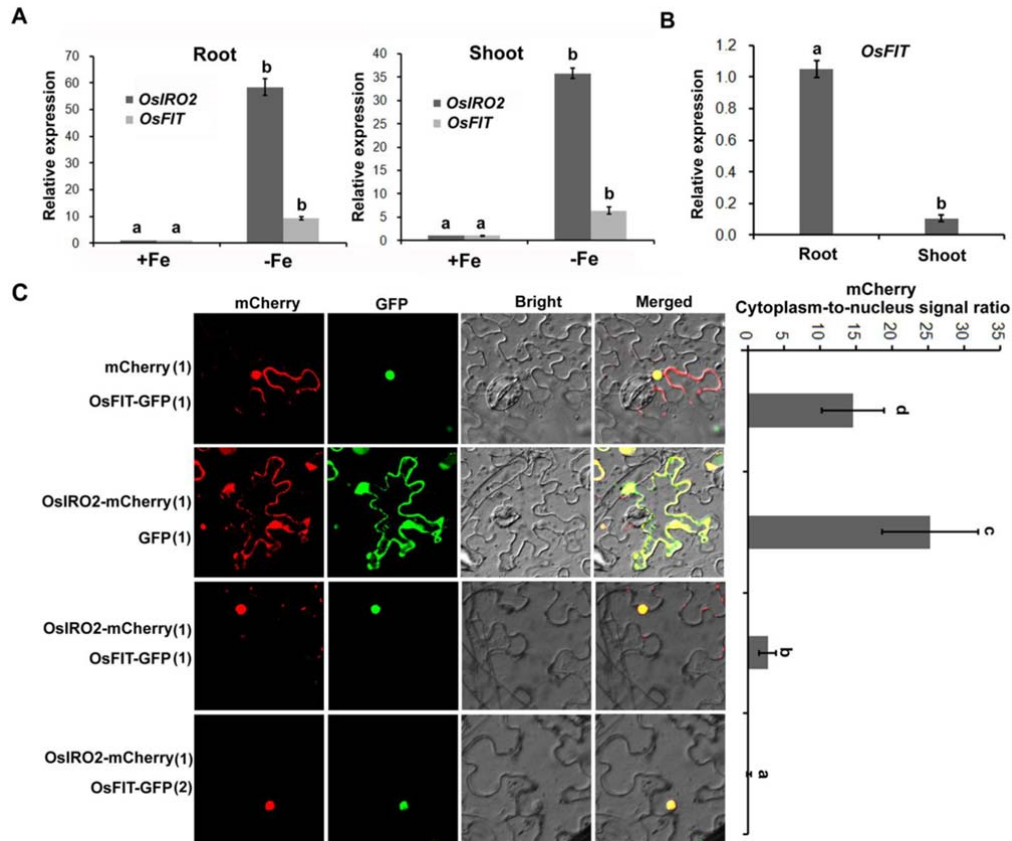 A
Root
Relative expression
70
60
50
40
30
20
10
0
OsIRO2
OsFIT
a a b b
+Fe -Fe
Shoot
Relative expression
40
35
30
25
20
15
10
5
0
OsIRO2
OsFIT
a a b b
+Fe -Fe
B
OsFIT
Relative expression
1.2
1.0
0.8
0.6
0.4
0.2
0.0
a b
Root Shoot
C
mCherry GFP Bright Merged
mCherry(1)
OsFIT-GFP(1)
OsIRO2-mCherry(1)
GFP(1)
OsIRO2-mCherry(1)
OsFIT-GFP(1)
OsIRO2-mCherry(1)
OsFIT-GFP(2)
mCherry
Cytoplasm-to-nucleus signal ratio
0 5 10 15 20 25 30 35
d
c
b
a